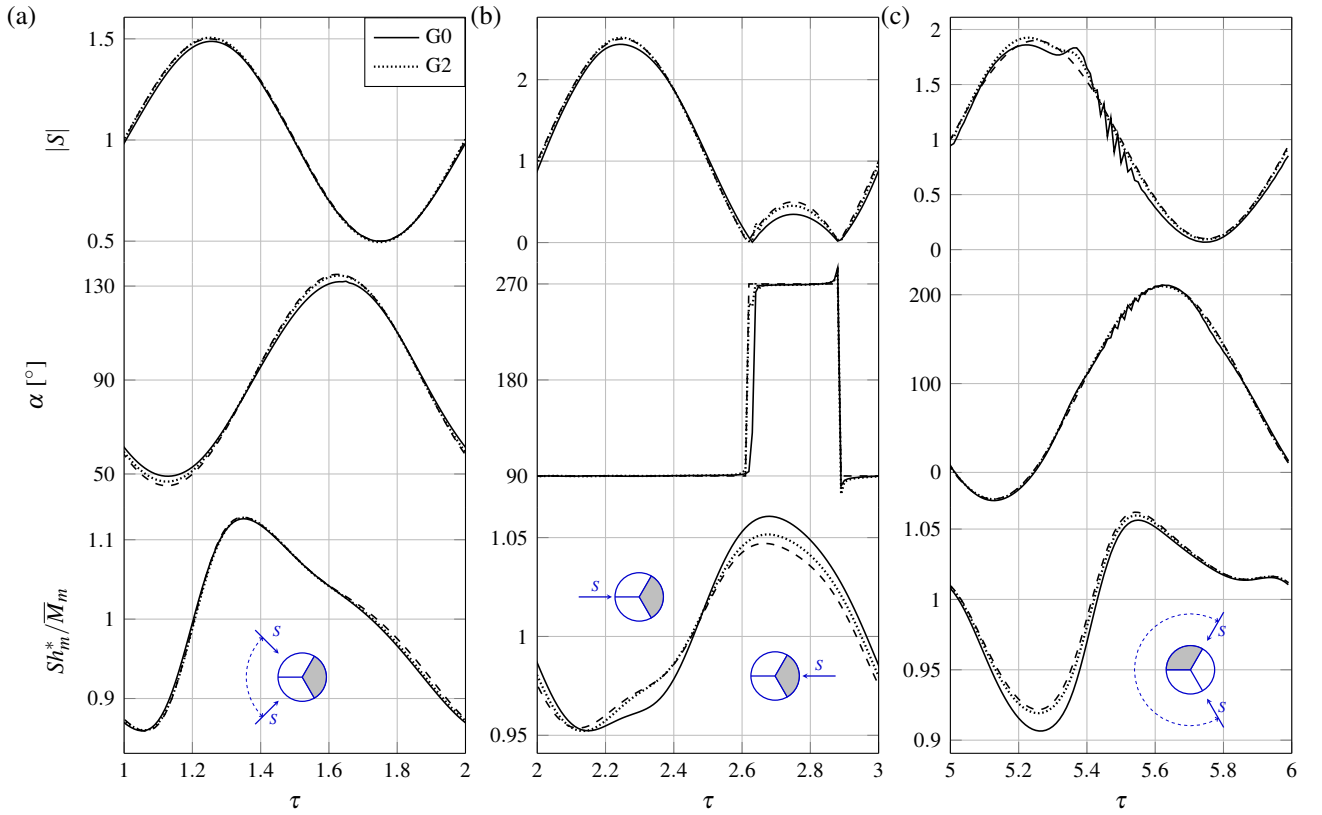 (a)
(b)
(c)
G0
G2
|S|
1.5
1
0.5
2
1
0
2
1.5
1
0.5
0
α [°]
130
90
50
270
180
90
200
100
0
Sh*m/M̅m
1.1
1
0.9
1.05
1
0.95
1.05
1
0.95
0.9
S
S
S
S
S
S
1 1.2 1.4 1.6 1.8 2
2 2.2 2.4 2.6 2.8 3
5 5.2 5.4 5.6 5.8 6
τ
τ
τ